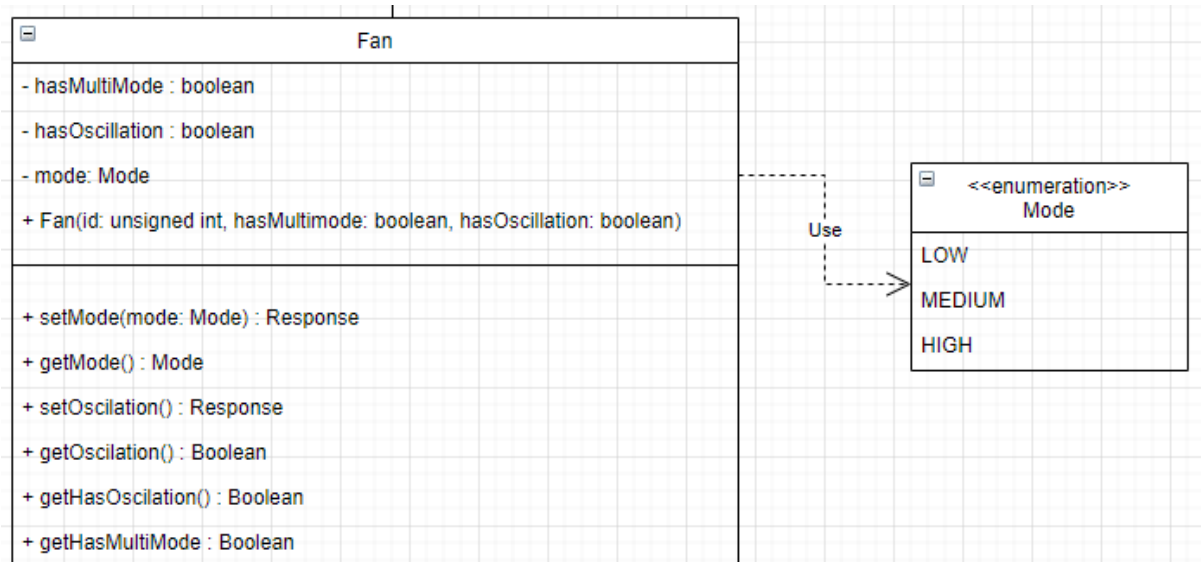 Fan
- hasMultiMode : boolean
- hasOscillation : boolean
- mode: Mode
+ Fan(id: unsigned int, hasMultimode: boolean, hasOscillation: boolean)
+ setMode(mode: Mode) : Response
+ getMode() : Mode
+ setOscilation() : Response
+ getOscilation() : Boolean
+ getHasOscilation() : Boolean
+ getHasMultiMode : Boolean
Use
<<enumeration>>
Mode
LOW
MEDIUM
HIGH